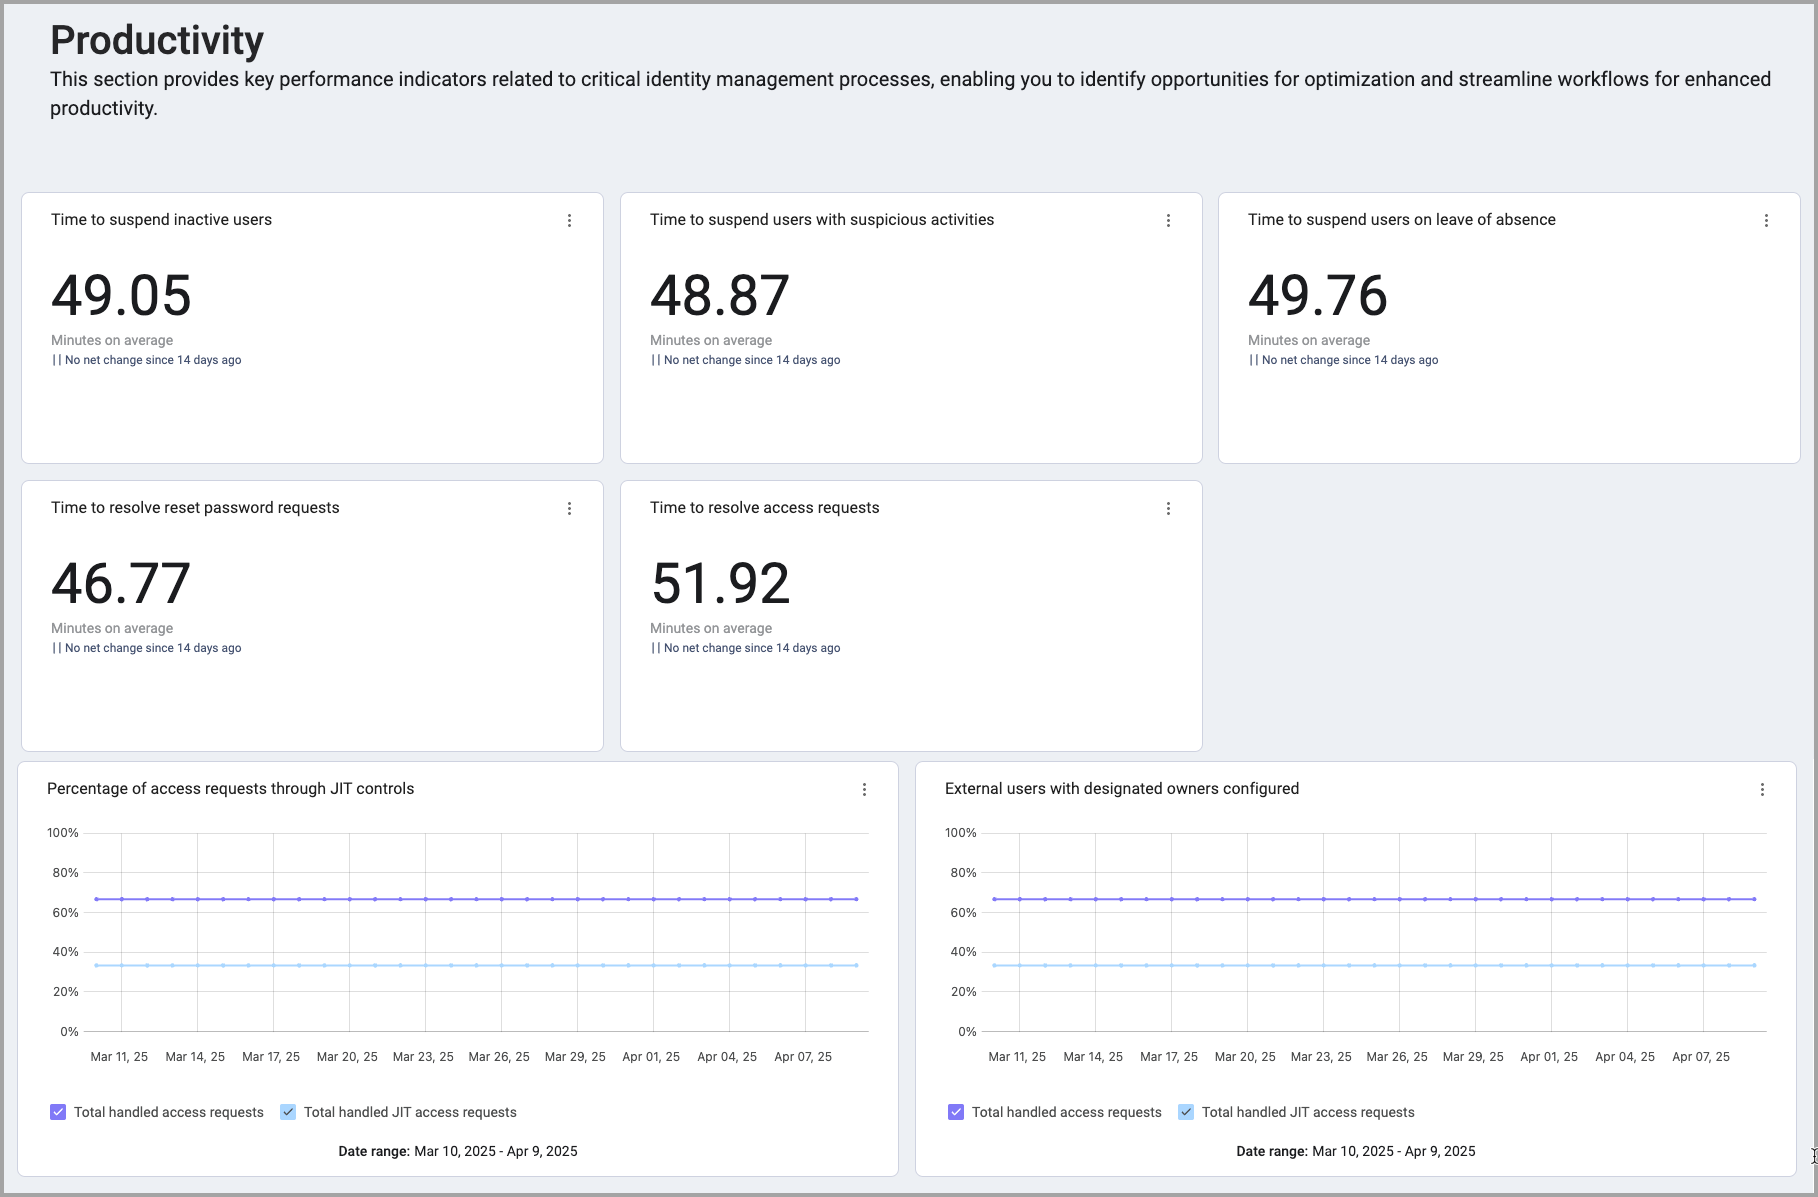 Productivity
This section provides key performance indicators related to critical identity management processes, enabling you to identify opportunities for optimization and streamline workflows for enhanced
productivity.
Time to suspend inactive users
49.05
Minutes on average
|| No net change since 14 days ago
Time to suspend users with suspicious activities
48.87
Minutes on average
|| No net change since 14 days ago
Time to suspend users on leave of absence
49.76
Minutes on average
|| No net change since 14 days ago
Time to resolve reset password requests
46.77
Minutes on average
|| No net change since 14 days ago
Time to resolve access requests
51.92
Minutes on average
|| No net change since 14 days ago
Percentage of access requests through JIT controls
100%
80%
60%
40%
20%
0%
Mar 11, 25 Mar 14, 25 Mar 17, 25 Mar 20, 25 Mar 23, 25 Mar 26, 25 Mar 29, 25 Apr 01, 25 Apr 04, 25 Apr 07, 25
Total handled access requests Total handled JIT access requests
Date range: Mar 10, 2025 - Apr 9, 2025
External users with designated owners configured
100%
80%
60%
40%
20%
0%
Mar 11, 25 Mar 14, 25 Mar 17, 25 Mar 20, 25 Mar 23, 25 Mar 26, 25 Mar 29, 25 Apr 01, 25 Apr 04, 25 Apr 07, 25
Total handled access requests Total handled JIT access requests
Date range: Mar 10, 2025 - Apr 9, 2025